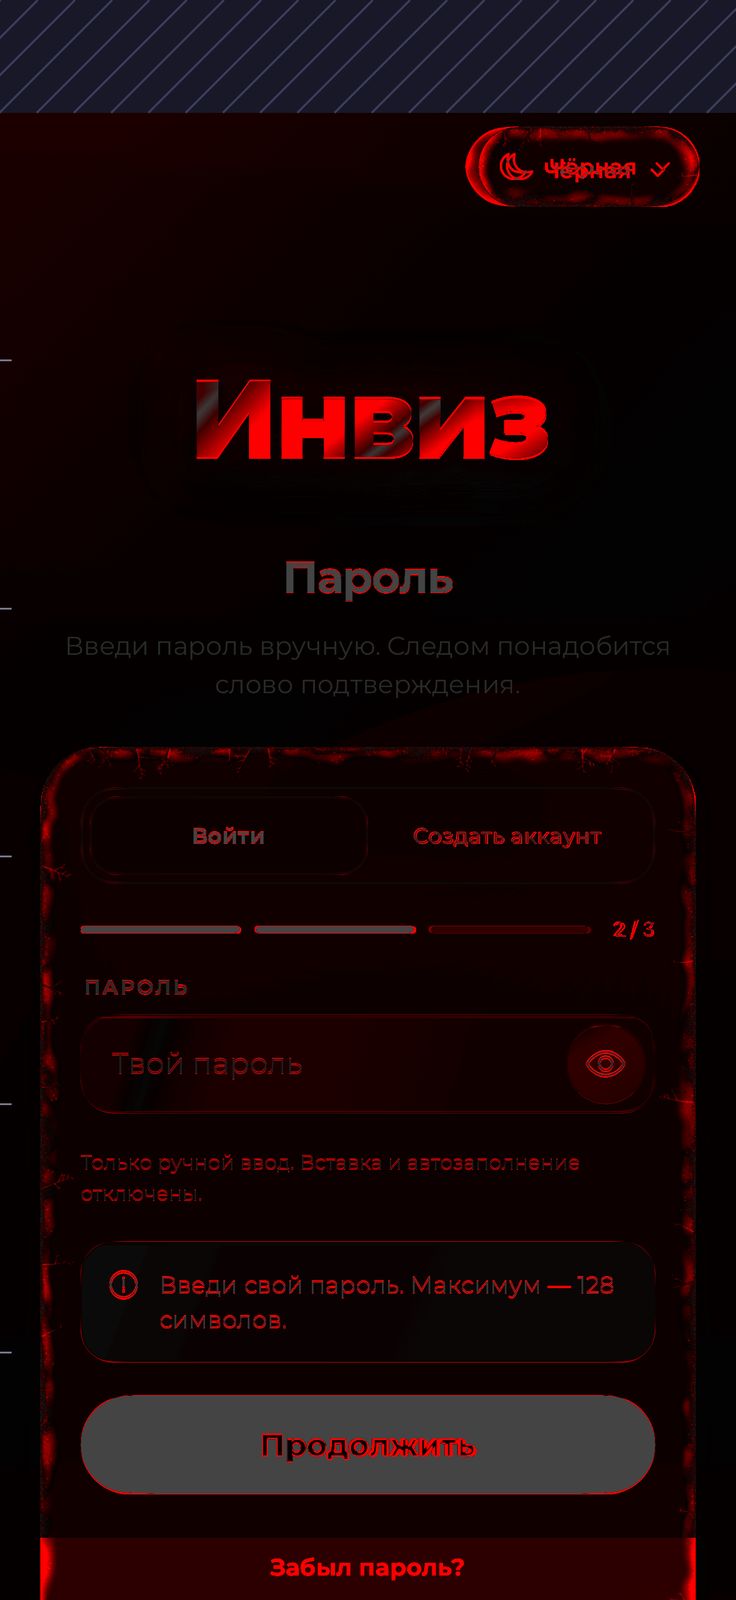 Чёрная
Инвиз
Пароль
Введи пароль вручную. Следом понадобится
слово подтверждения.
Войти
Создать аккаунт
2/3
ПАРОЛЬ
Твой пароль
Только ручной ввод. Вставка и автозаполнение
отключены.
Введи свой пароль. Максимум — 128
символов.
Продолжить
Забыл пароль?